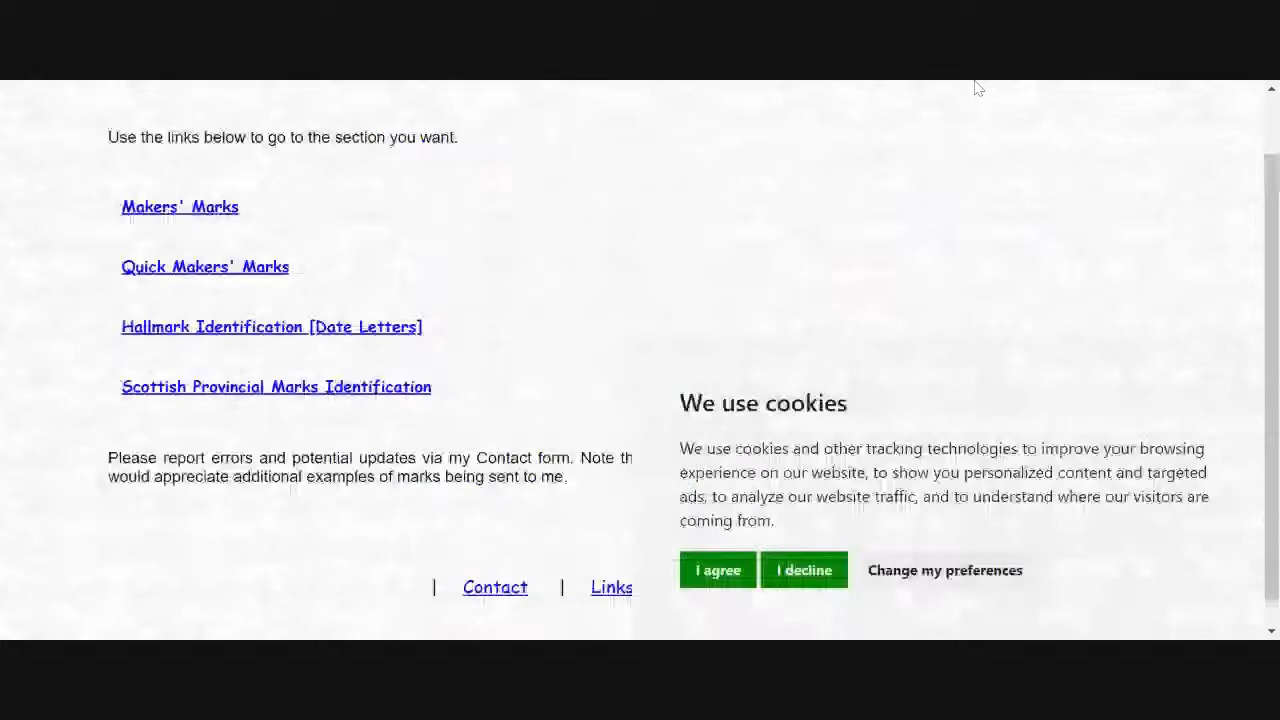 Use the links below to go to the section you want.
Makers' Marks
Quick Makers' Marks
Hallmark Identification [Date Letters]
Scottish Provincial Marks Identification
Please report errors and potential updates via my Contact form. Note th
would appreciate additional examples of marks being sent to me.
| Contact | Links
We use cookies
We use cookies and other tracking technologies to improve your browsing
experience on our website, to show you personalized content and targeted
ads, to analyze our website traffic, and to understand where our visitors are
coming from.
I agree I decline Change my preferences